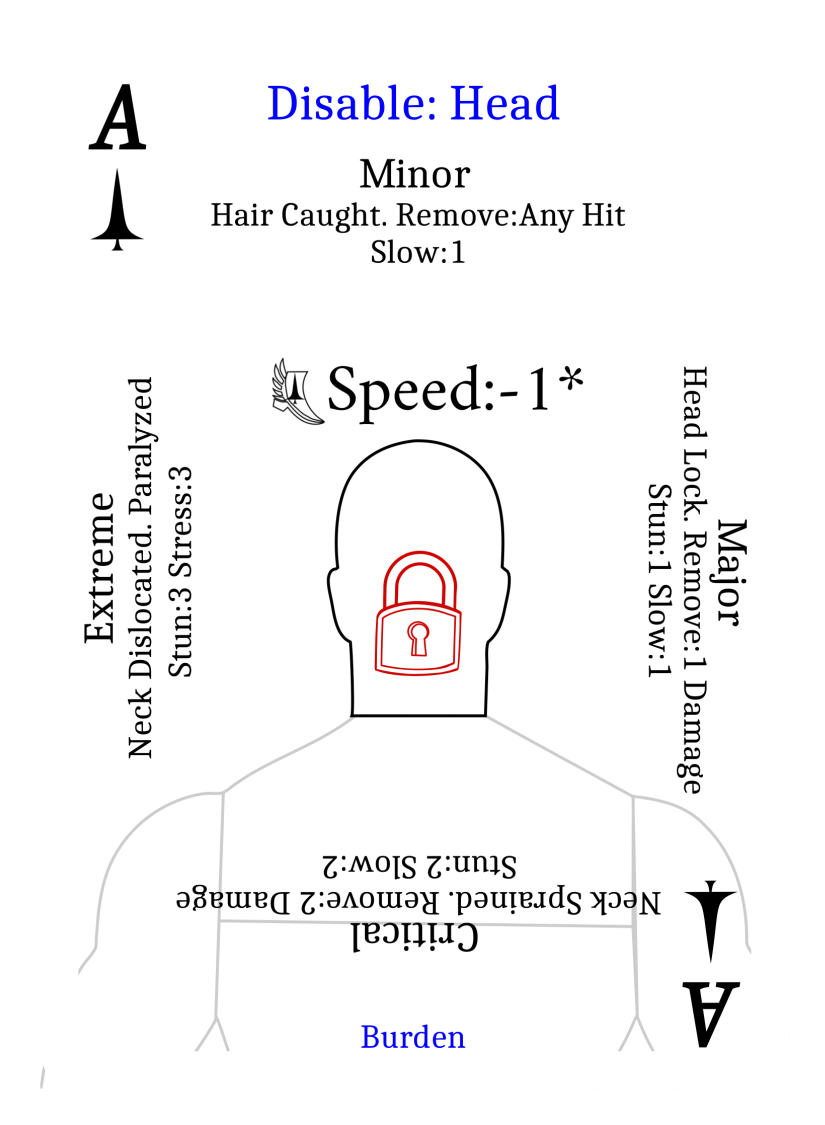 A
Disable: Head
Minor
Hair Caught. Remove:Any Hit
Slow:1
Speed:-1*
Extreme
Neck Dislocated. Paralyzed
Stun:3 Stress:3
Major
Head Lock. Remove:1 Damage
Stun:1 Slow:1
Critical
Neck Sprained. Remove:2 Damage
Stun:2 Slow:2
A
Burden